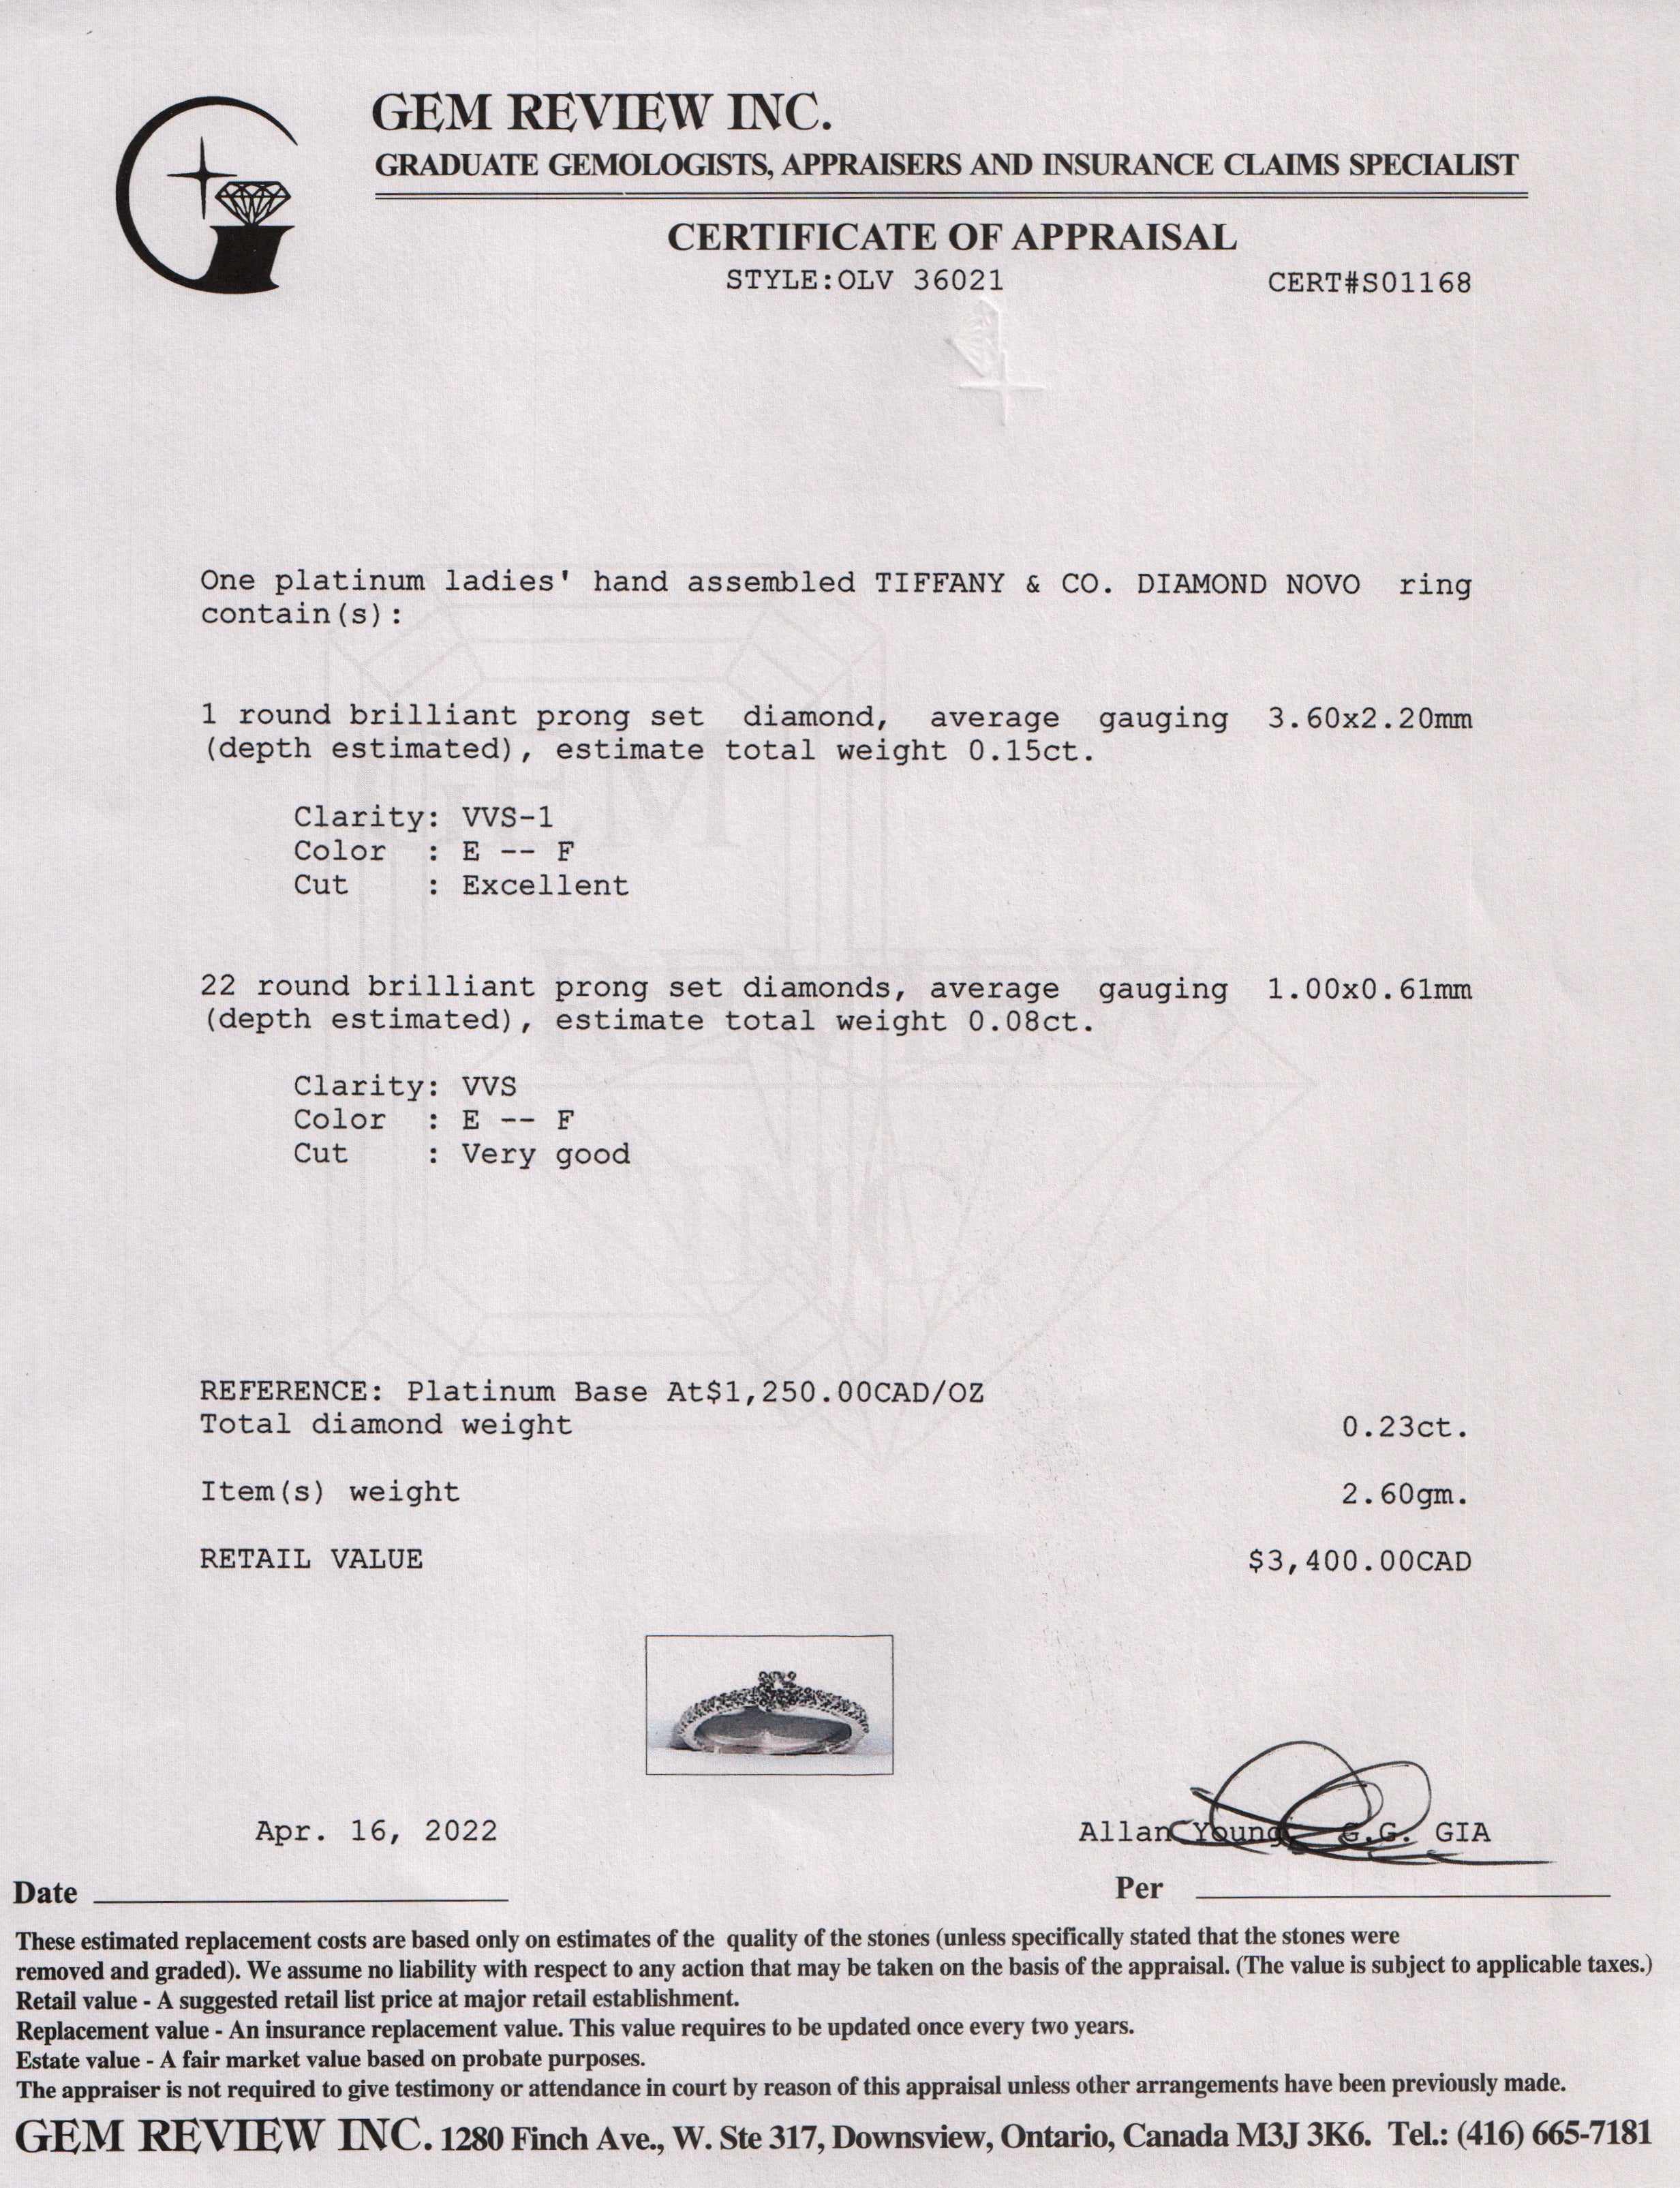 GEM REVIEW INC.
GRADUATE GEMOLOGISTS, APPRAISERS AND INSURANCE CLAIMS SPECIALIST
CERTIFICATE OF APPRAISAL
STYLE:OLV 36021 CERT#S01168
One platinum ladies' hand assembled TIFFANY & CO. DIAMOND NOVO ring
contain(s):
1 round brilliant prong set diamond, average gauging 3.60x2.20mm
(depth estimated), estimate total weight 0.15ct.
Clarity: VVS-1
Color : E -- F
Cut : Excellent
22 round brilliant prong set diamonds, average gauging 1.00x0.61mm
(depth estimated), estimate total weight 0.08ct.
Clarity: VVS
Color : E -- F
Cut : Very good
GEM
REVIEW
INC
REFERENCE: Platinum Base At$1,250.00CAD/OZ
Total diamond weight 0.23ct.
Item(s) weight 2.60gm.
RETAIL VALUE $3,400.00CAD
Apr. 16, 2022 Allan Young, G.G. GIA
Date Per
These estimated replacement costs are based only on estimates of the quality of the stones (unless specifically stated that the stones were
removed and graded). We assume no liability with respect to any action that may be taken on the basis of the appraisal. (The value is subject to applicable taxes.)
Retail value - A suggested retail list price at major retail establishment.
Replacement value - An insurance replacement value. This value requires to be updated once every two years.
Estate value - A fair market value based on probate purposes.
The appraiser is not required to give testimony or attendance in court by reason of this appraisal unless other arrangements have been previously made.
GEM REVIEW INC. 1280 Finch Ave., W. Ste 317, Downsview, Ontario, Canada M3J 3K6. Tel.: (416) 665-7181